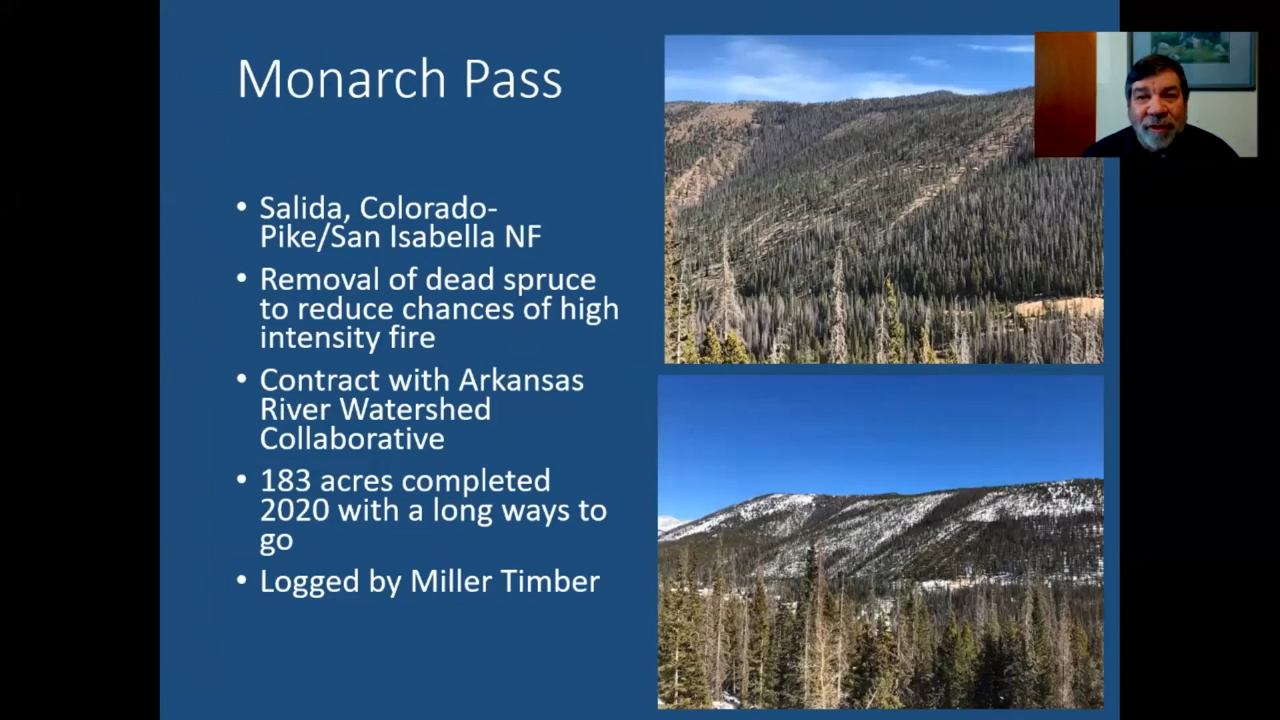 Monarch Pass
• Salida, Colorado-
Pike/San Isabella NF
• Removal of dead spruce
to reduce chances of high
intensity fire
• Contract with Arkansas
River Watershed
Collaborative
• 183 acres completed
2020 with a long ways to
go
• Logged by Miller Timber